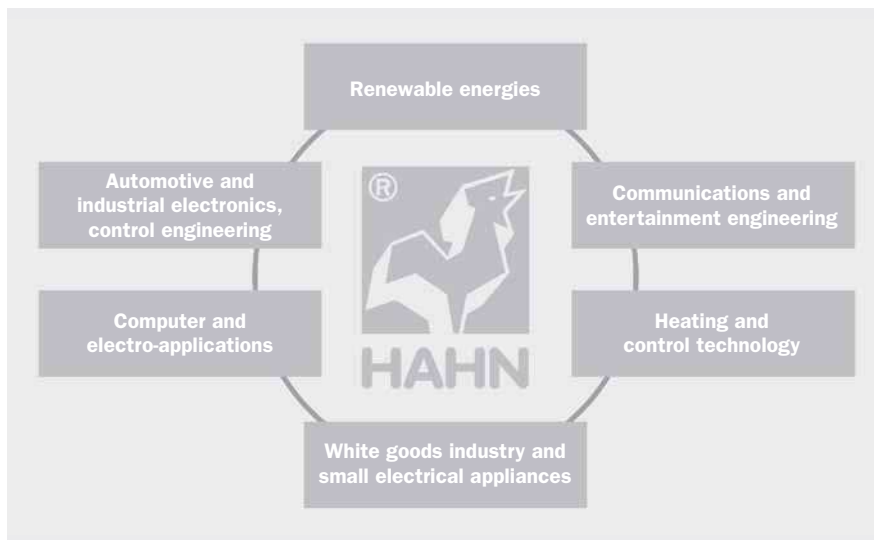 Renewable energies
Automotive and
industrial electronics,
control engineering
®
Communications and
entertainment engineering
Computer and
electro-applications
Heating and
control technology
HAHN
White goods industry and
small electrical appliances